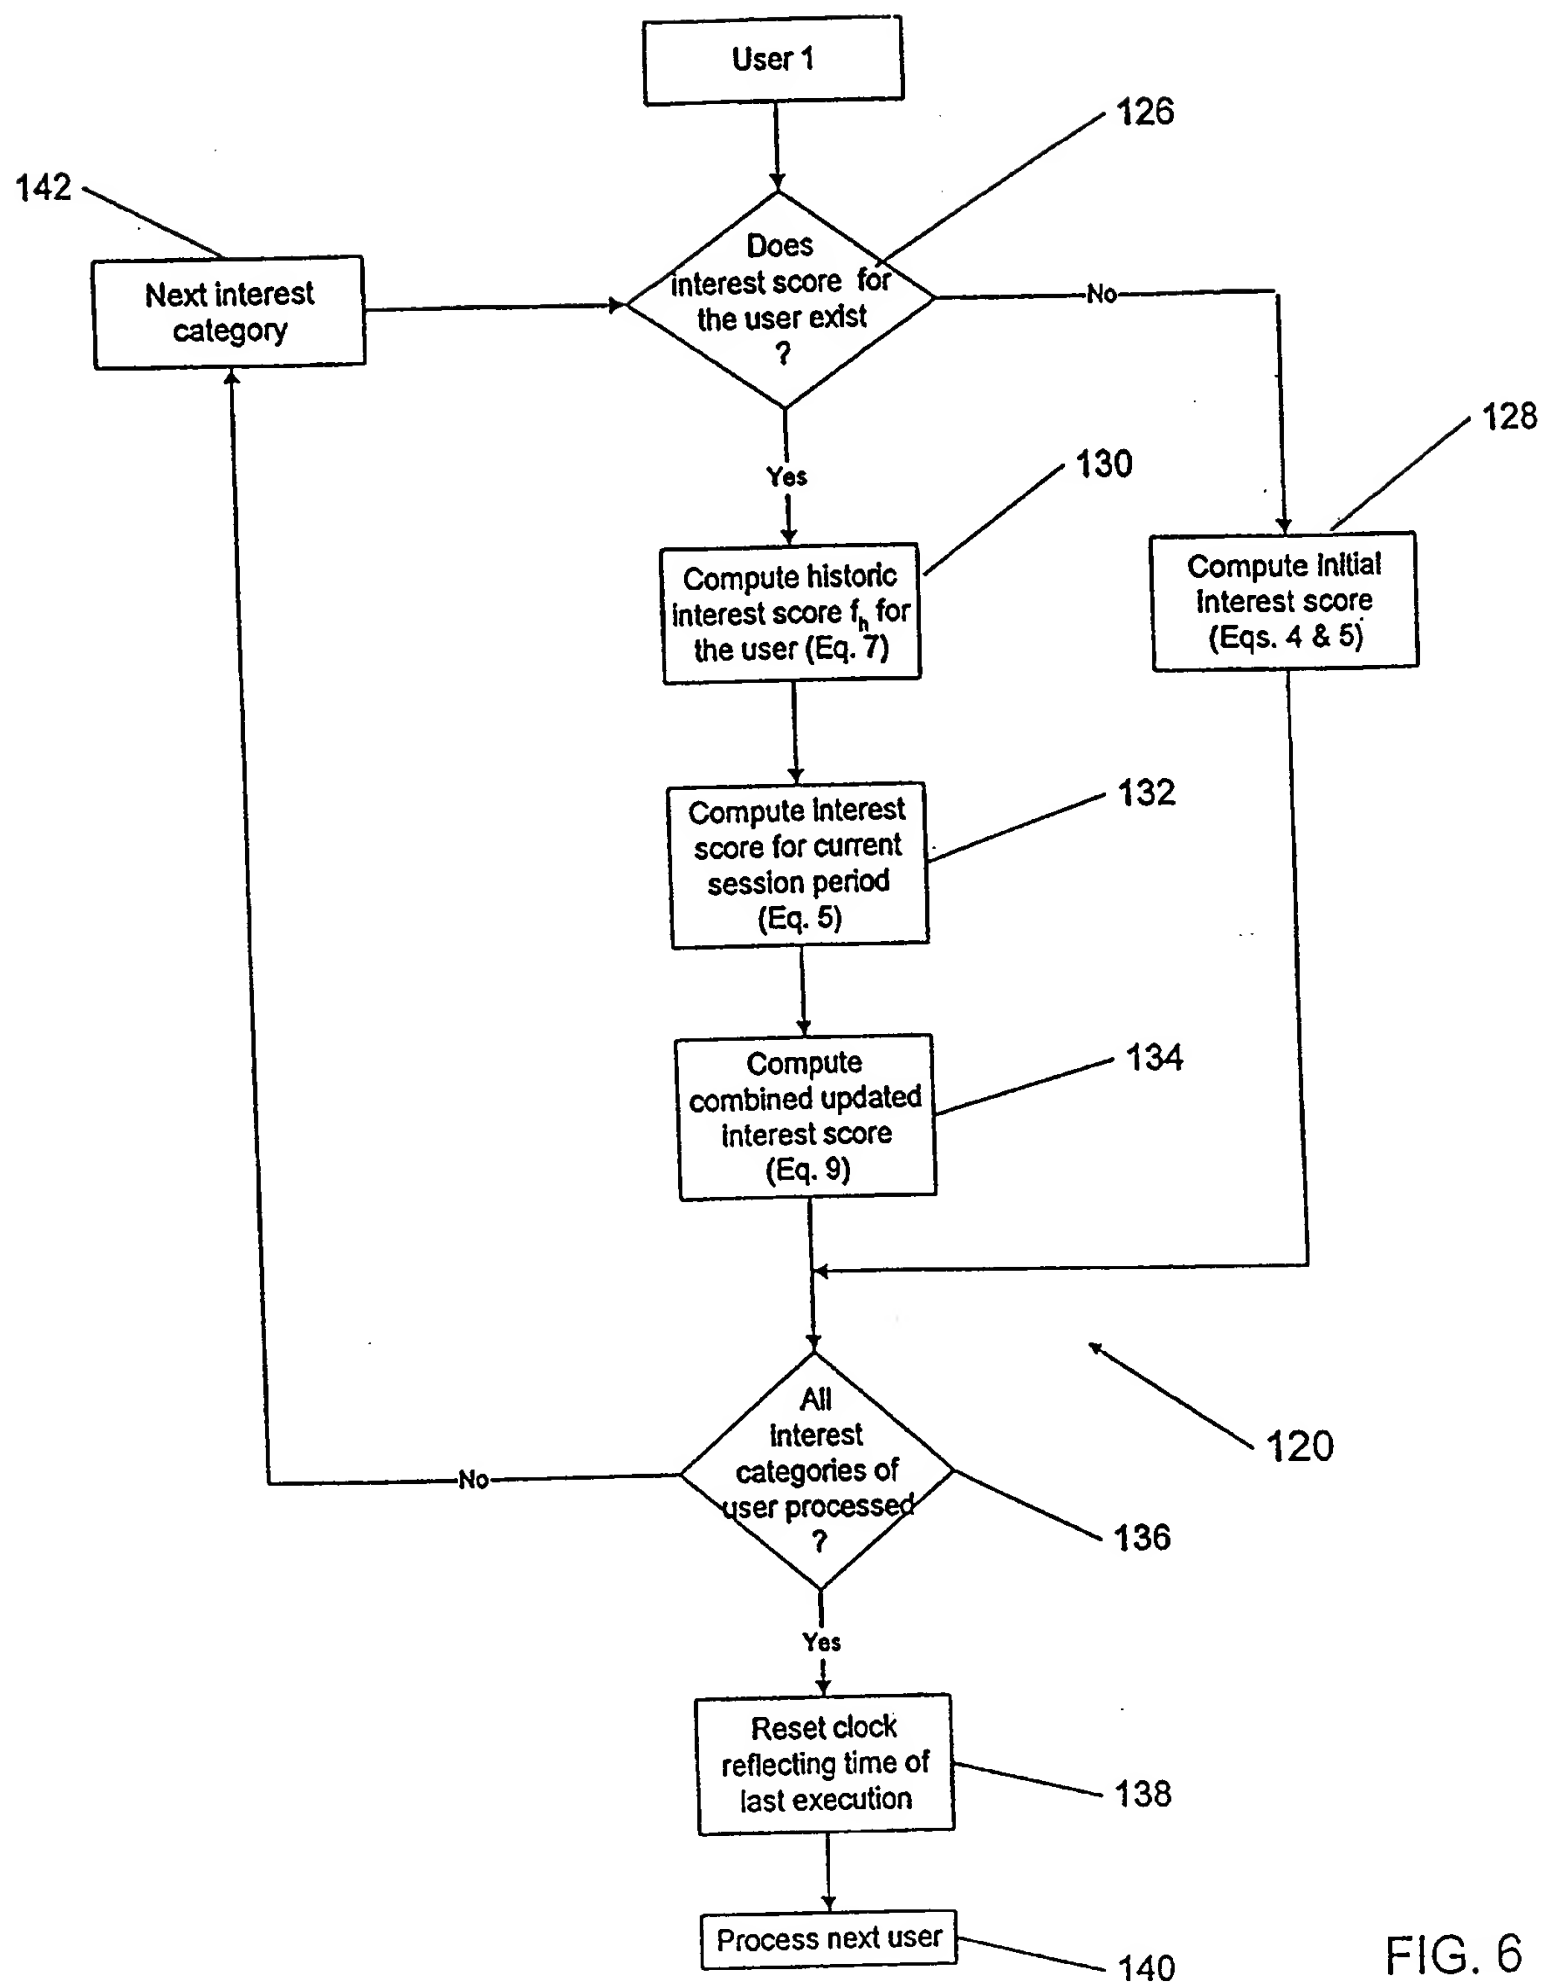 User 1
126
142
Does
interest score for
the user exist
?
Next interest
category
No
128
Yes
130
Compute historic
interest score fh for
the user (Eq. 7)
Compute initial
interest score
(Eqs. 4 & 5)
132
Compute interest
score for current
session period
(Eq. 5)
134
Compute
combined updated
interest score
(Eq. 9)
All
interest
categories of
user processed
?
120
No
136
Yes
Reset clock
reflecting time of
last execution
138
Process next user
140
FIG. 6